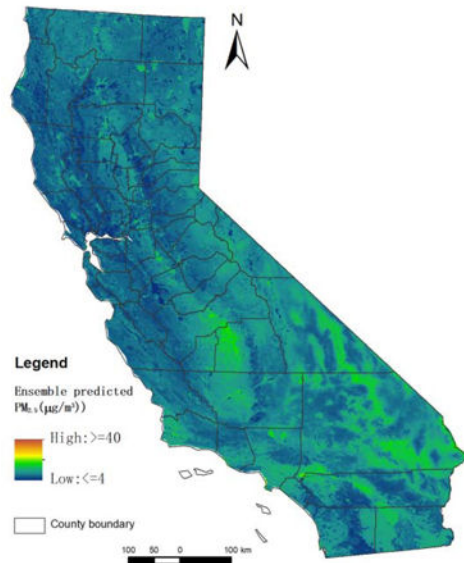 N
Legend
Ensemble predicted
PM₂.₅(μg/m³))
High:>=40
Low:<=4
County boundary
100 50 0 100 km